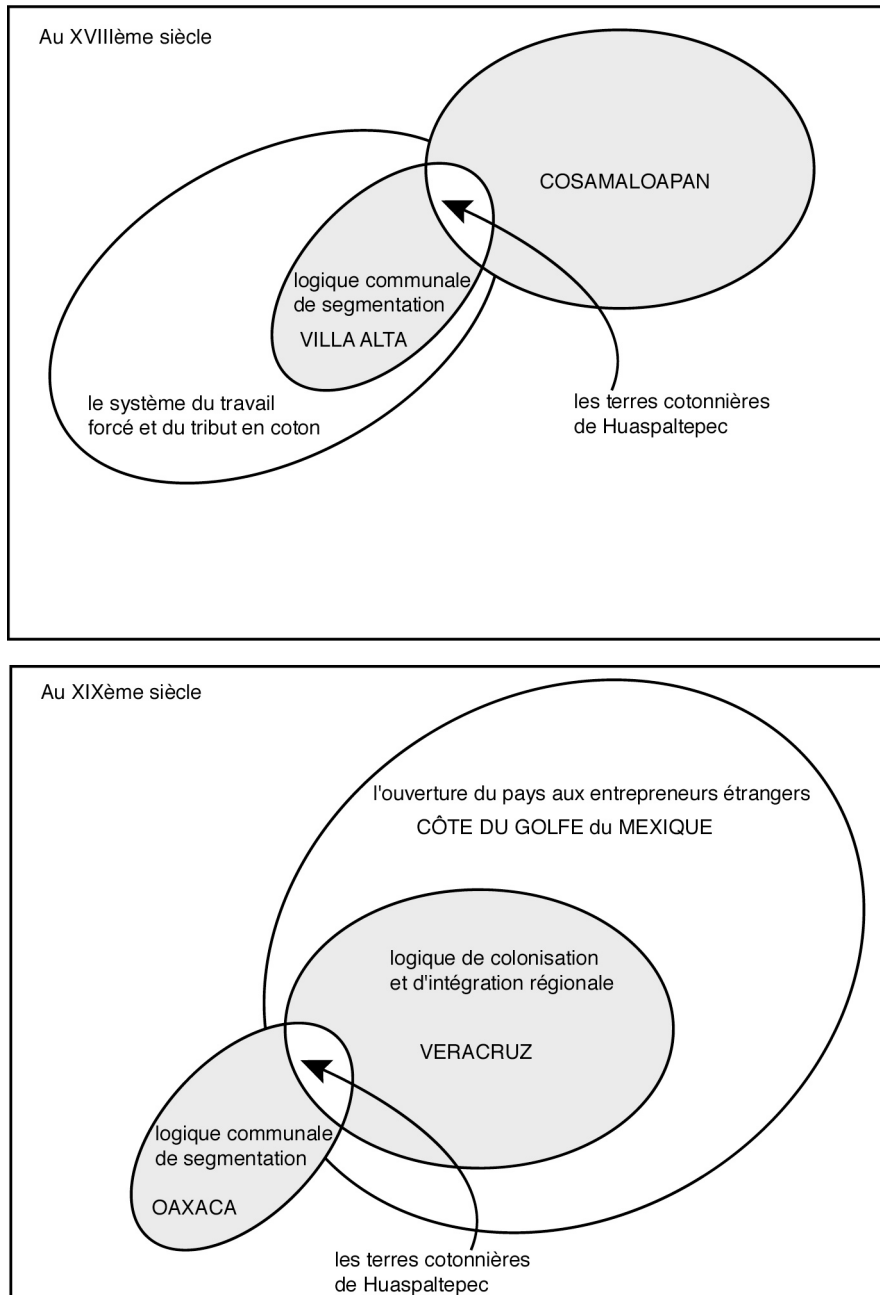 Au XVIIIème siècle
COSAMALOAPAN
logique communale
de segmentation
VILLA ALTA
le système du travail
forcé et du tribut en coton
les terres cotonnières
de Huaspaltepec
Au XIXème siècle
l'ouverture du pays aux entrepreneurs étrangers
CÔTE DU GOLFE du MEXIQUE
logique de colonisation
et d'intégration régionale
VERACRUZ
logique communale
de segmentation
OAXACA
les terres cotonnières
de Huaspaltepec